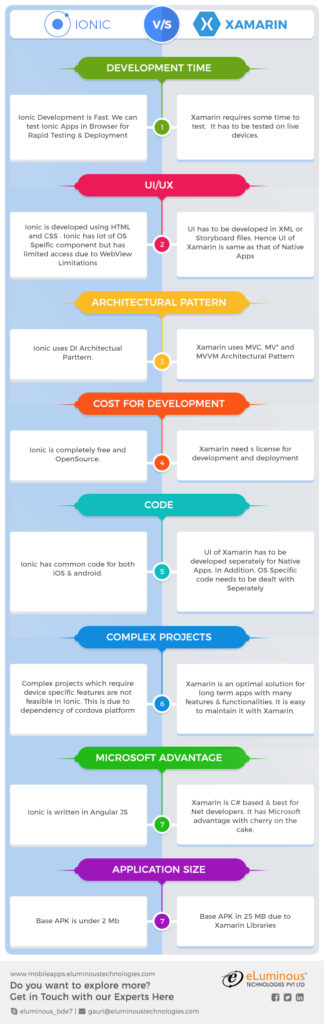 IONIC
V/S
XAMARIN
DEVELOPMENT TIME
Ionic Development is Fast. We can
test Ionic Apps in Browser for
Rapid Testing & Deployment
1
Xamarin requires some time to
test. It has to be tested on live
devices.
UI/UX
Ionic is developed using HTML
and CSS . Ionic has lot of OS
Speific component but has
limited access due to WebView
Limitations
2
UI has to be developed in XML or
Storyboard files. Hence UI of
Xamarin is same as that of Native
Apps
ARCHITECTURAL PATTERN
Ionic uses DI Architectual
Parttern.
3
Xamarin uses MVC, MV* and
MVVM Architectural Pattern
COST FOR DEVELOPMENT
Ionic is completely free and
OpenSource.
4
Xamarin need s license for
development and deployment
CODE
Ionic has common code for both
iOS & android.
5
UI of Xamarin has to be
developed seperately for Native
Apps. In Addition. OS Specific
code needs to be dealt with
Seperately
COMPLEX PROJECTS
Complex projects which require
device specific features are not
feasible in Ionic. This is due to
dependency of cordova platform
6
Xamarin is an optimal solution for
long term apps with many
features & functionalities. It is easy
to maintain it with Xamarin.
MICROSOFT ADVANTAGE
Ionic is written in Angular JS
7
Xamarin is C# based & best for
.Net developers. It has Microsoft
advantage with cherry on the
cake.
APPLICATION SIZE
Base APK is under 2 Mb
7
Base APK in 25 MB due to
Xamarin Libraries
www.mobileapps.eluminoustechnologies.com
Do you want to explore more?
Get in Touch with our Experts Here
eluminous_bde7 | gauri@eluminoustechnologies.com
eLuminous
TECHNOLOGIES PVT LTD